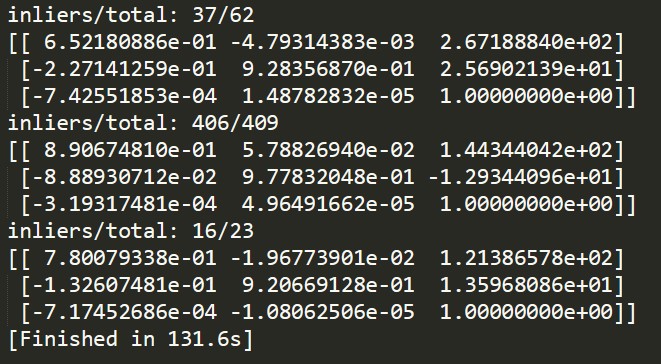 inliers/total: 37/62
[[ 6.52180886e-01 -4.79314383e-03  2.67188840e+02]
 [-2.27141259e-01  9.28356870e-01  2.56902139e+01]
 [-7.42551853e-04  1.48782832e-05  1.00000000e+00]]
inliers/total: 406/409
[[ 8.90674810e-01  5.78826940e-02  1.44344042e+02]
 [-8.88930712e-02  9.77832048e-01 -1.29344096e+01]
 [-3.19317481e-04  4.96491662e-05  1.00000000e+00]]
inliers/total: 16/23
[[ 7.80079338e-01 -1.96773901e-02  1.21386578e+02]
 [-1.32607481e-01  9.20669128e-01  1.35968086e+01]
 [-7.17452686e-04 -1.08062506e-05  1.00000000e+00]]
[Finished in 131.6s]